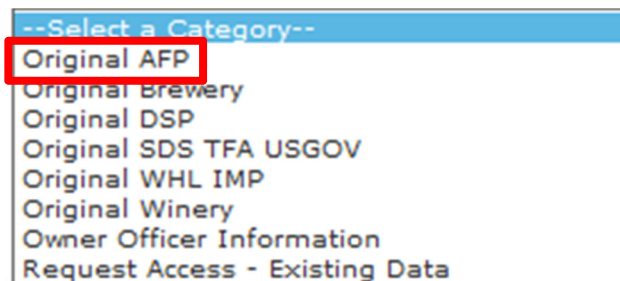 --Select a Category--
Original AFP
Original Brewery
Original DSP
Original SDS TFA USGOV
Original WHL IMP
Original Winery
Owner Officer Information
Request Access - Existing Data